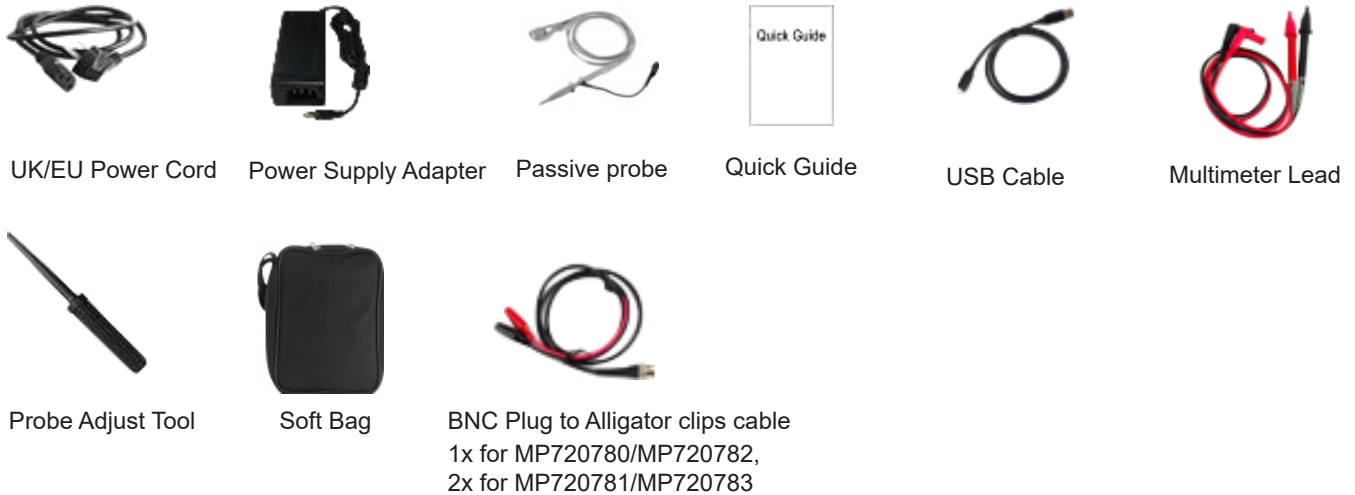 Quick Guide
UK/EU Power Cord
Power Supply Adapter
Passive probe
Quick Guide
USB Cable
Multimeter Lead
Probe Adjust Tool
Soft Bag
BNC Plug to Alligator clips cable
1x for MP720780/MP720782,
2x for MP720781/MP720783